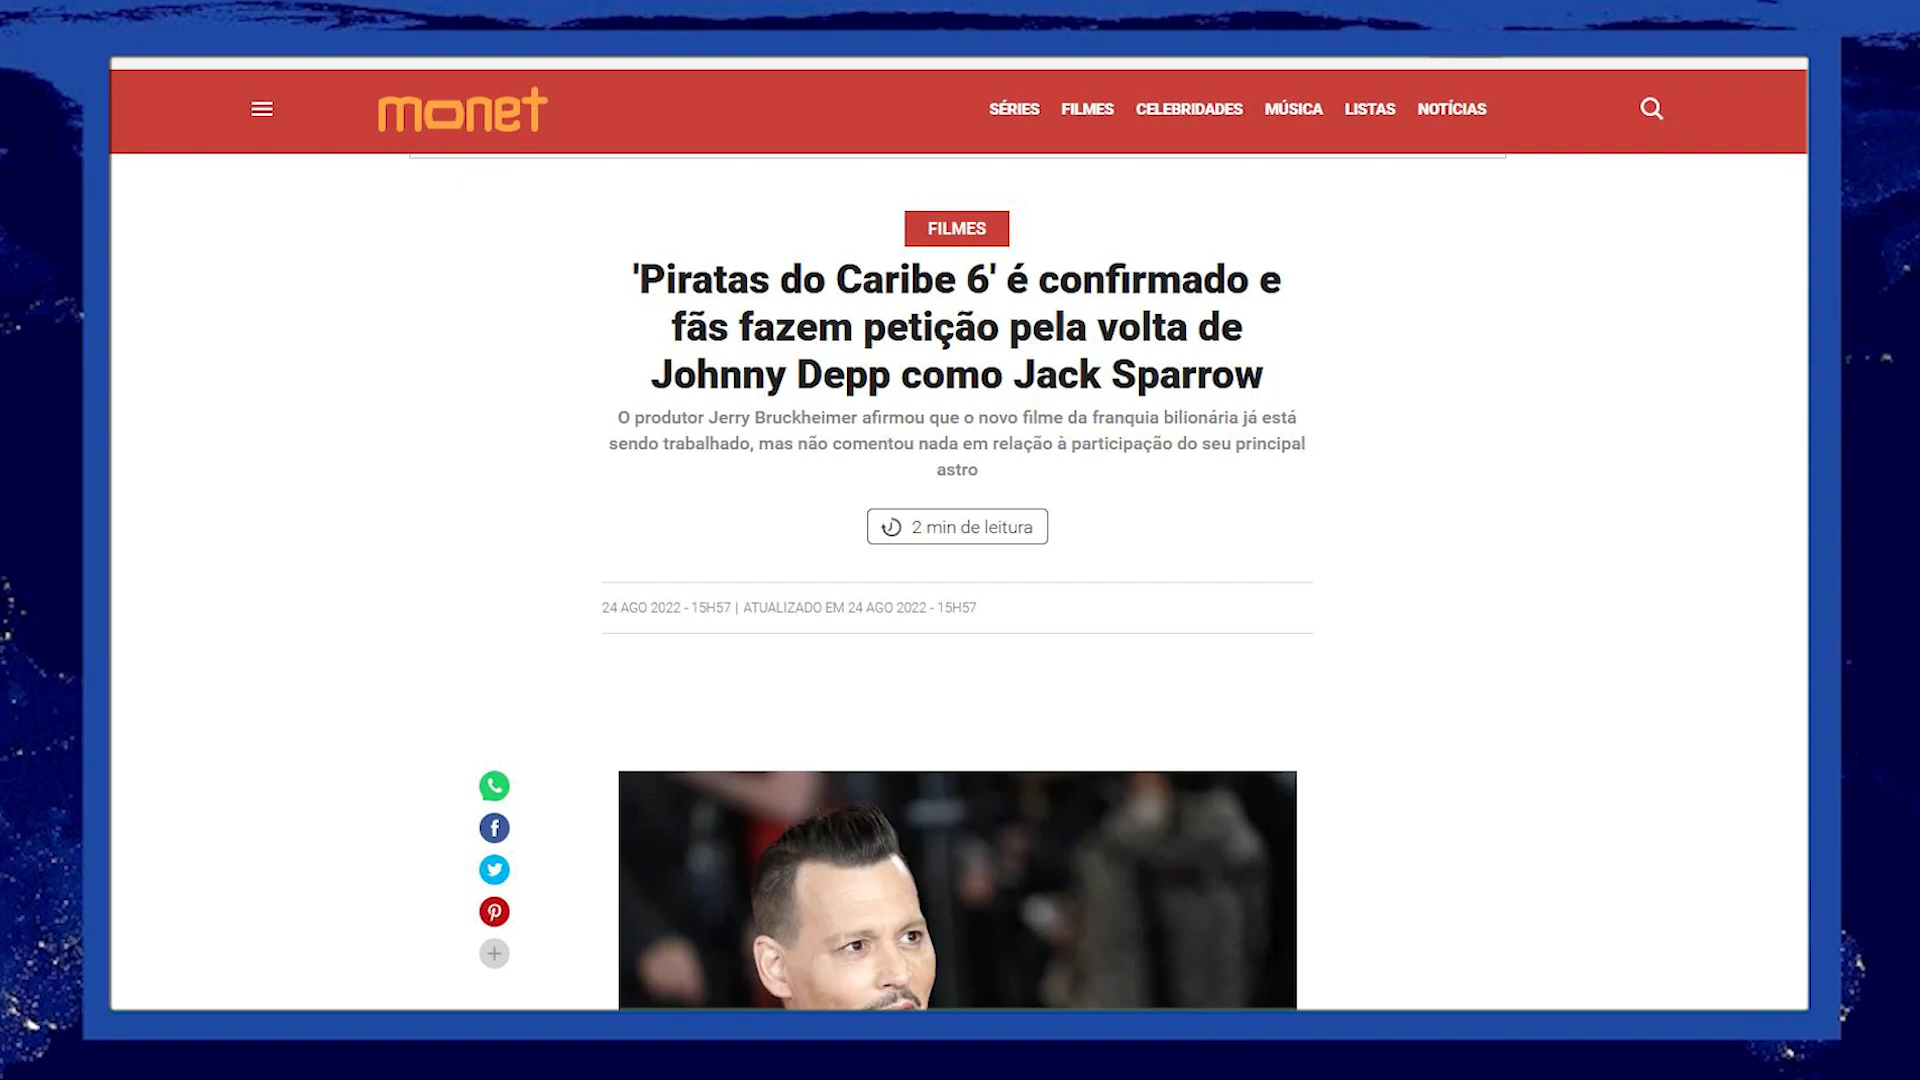 monet
SÉRIES FILMES CELEBRIDADES MÚSICA LISTAS NOTÍCIAS
FILMES
'Piratas do Caribe 6' é confirmado e
fãs fazem petição pela volta de
Johnny Depp como Jack Sparrow
O produtor Jerry Bruckheimer afirmou que o novo filme da franquia bilionária já está
sendo trabalhado, mas não comentou nada em relação à participação do seu principal
astro
2 min de leitura
24 AGO 2022 - 15H57 | ATUALIZADO EM 24 AGO 2022 - 15H57